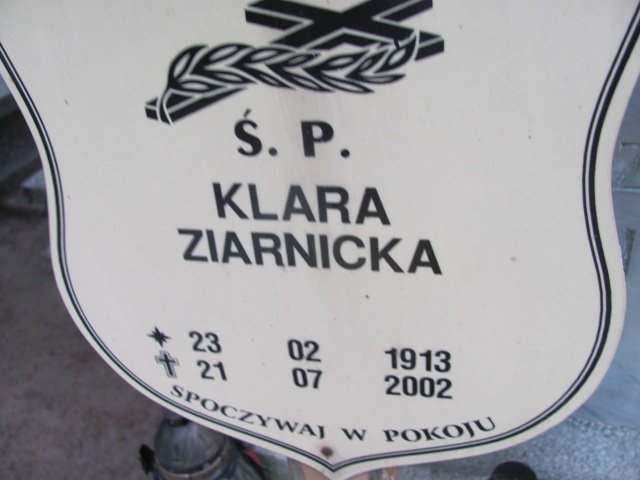 Ś. P.
KLARA
ZIARNICKA
23 02 1913
21 07 2002
SPOCZYWAJ W POKOJU